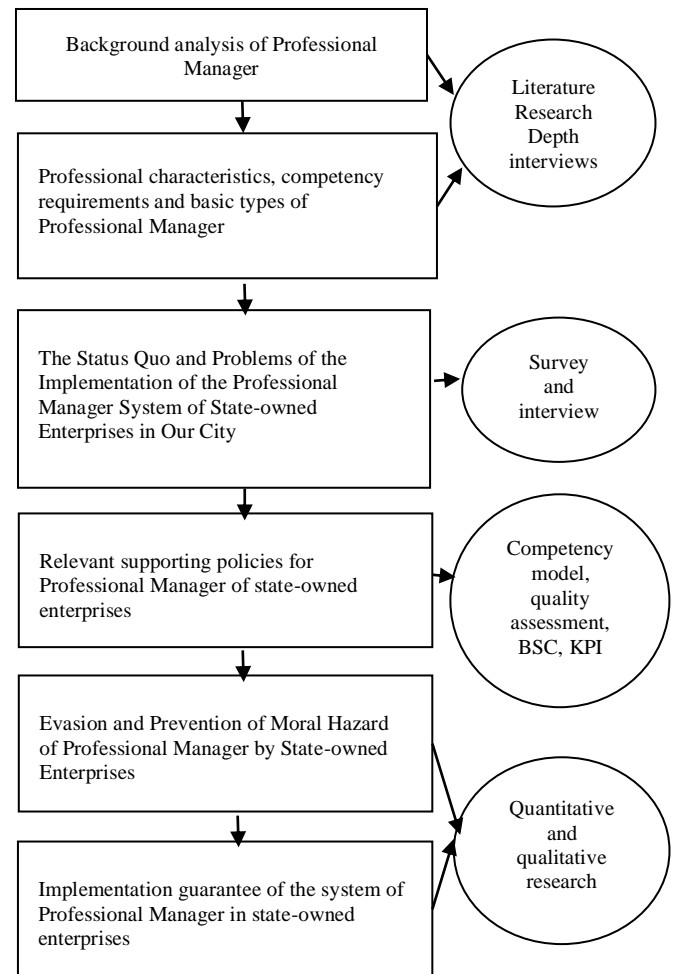 Background analysis of Professional
Manager
Literature
Research
Depth
interviews
Professional characteristics, competency
requirements and basic types of
Professional Manager
The Status Quo and Problems of the
Implementation of the Professional
Manager System of State-owned
Enterprises in Our City
Survey
and
interview
Relevant supporting policies for
Professional Manager of state-owned
enterprises
Competency
model,
quality
assessment,
BSC, KPI
Evasion and Prevention of Moral Hazard
of Professional Manager by State-owned
Enterprises
Quantitative
and
qualitative
research
Implementation guarantee of the system of
Professional Manager in state-owned
enterprises